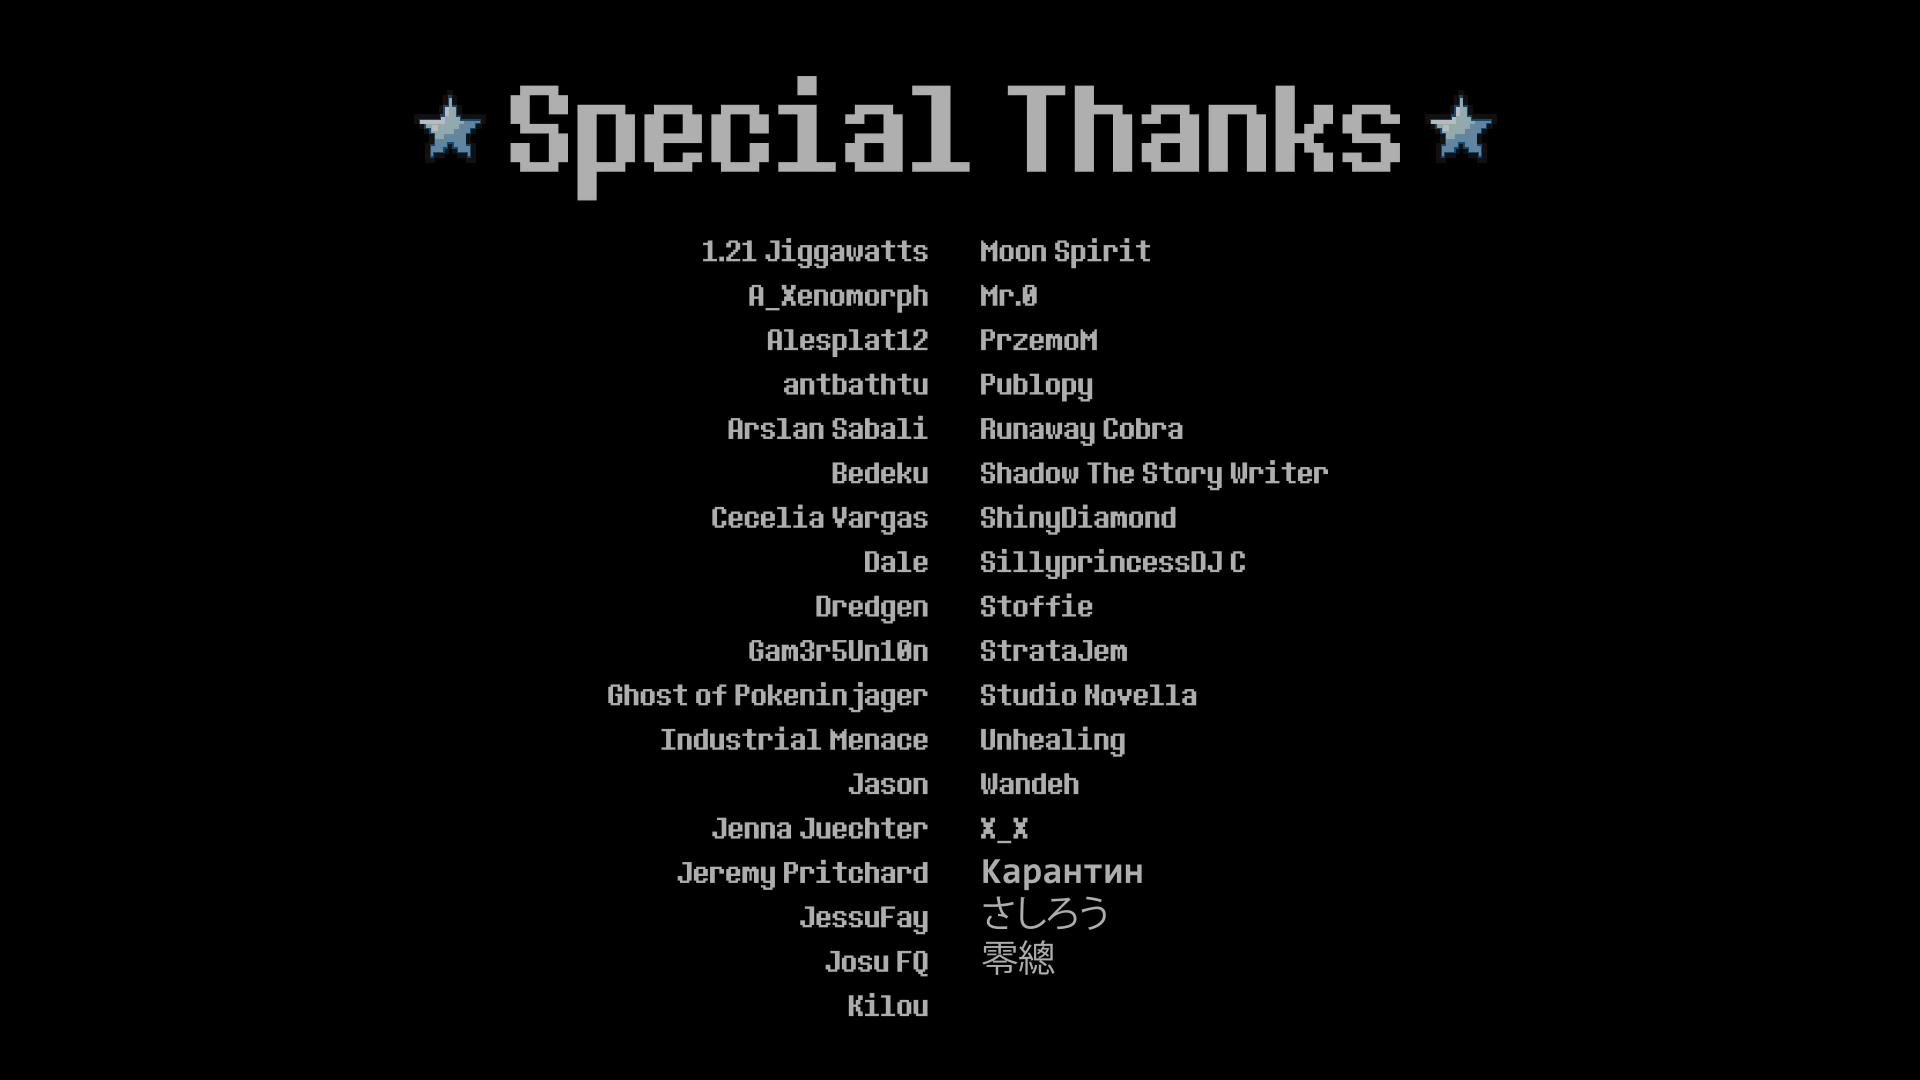 Special Thanks
1.21 Jiggawatts
A_Xenomorph
Alesplat12
antbathtu
Arslan Sabali
Bedeku
Cecelia Vargas
Dale
Dredgen
Gam3r5Un10n
Ghost of Pokeninjager
Industrial Menace
Jason
Jenna Juechter
Jeremy Pritchard
JessuFay
Josu FQ
Kilou
Moon Spirit
Mr.0
PrzemoM
Publopy
Runaway Cobra
Shadow The Story Writer
ShinyDiamond
SillyprincessDJ C
Stoffie
StrataJem
Studio Novella
Unhealing
Wandeh
X_X
Карантин
さしろう
零總